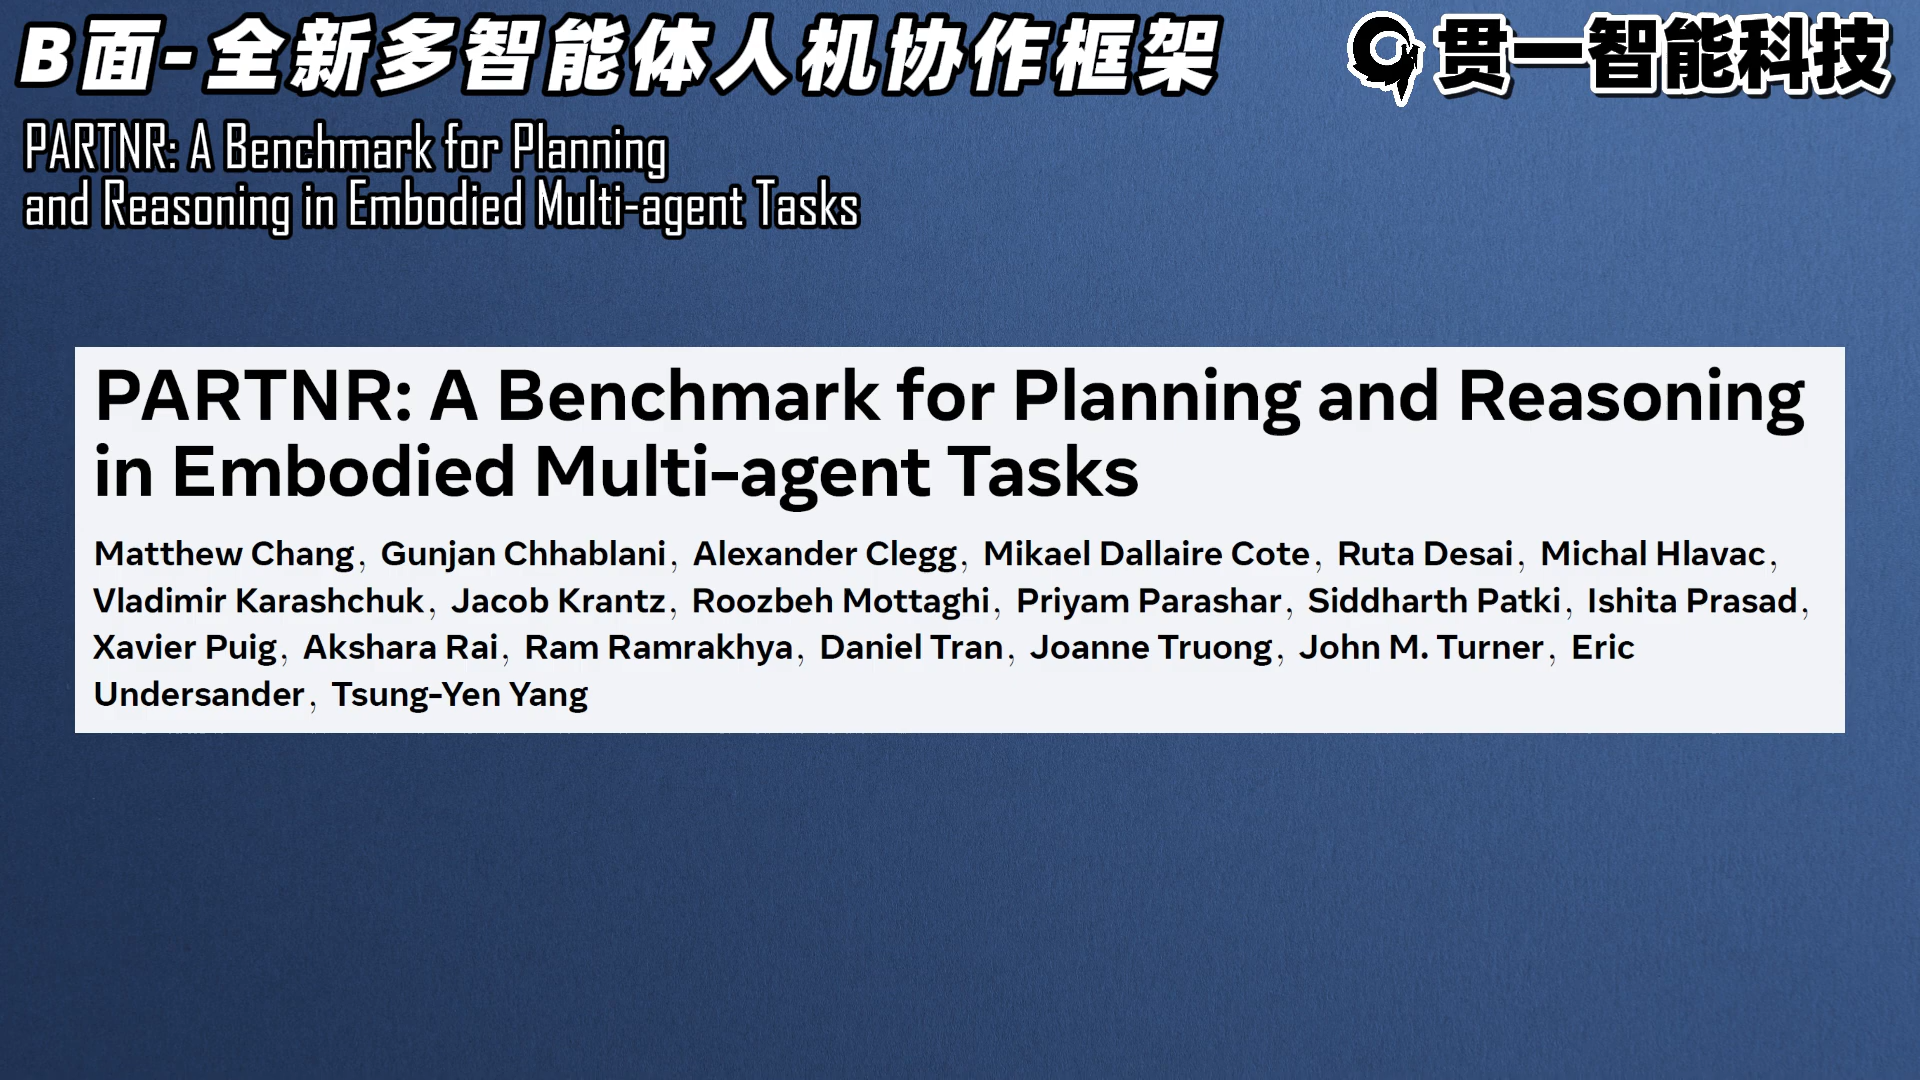 B面-全新多智能体人机协作框架
贯一智能科技
PARTNR: A Benchmark for Planning
and Reasoning in Embodied Multi-agent Tasks
PARTNR: A Benchmark for Planning and Reasoning
in Embodied Multi-agent Tasks
Matthew Chang, Gunjan Chhablani, Alexander Clegg, Mikael Dallaire Cote, Ruta Desai, Michal Hlavac,
Vladimir Karashchuk, Jacob Krantz, Roozbeh Mottaghi, Priyam Parashar, Siddharth Patki, Ishita Prasad,
Xavier Puig, Akshara Rai, Ram Ramrakhya, Daniel Tran, Joanne Truong, John M. Turner, Eric
Undersander, Tsung-Yen Yang